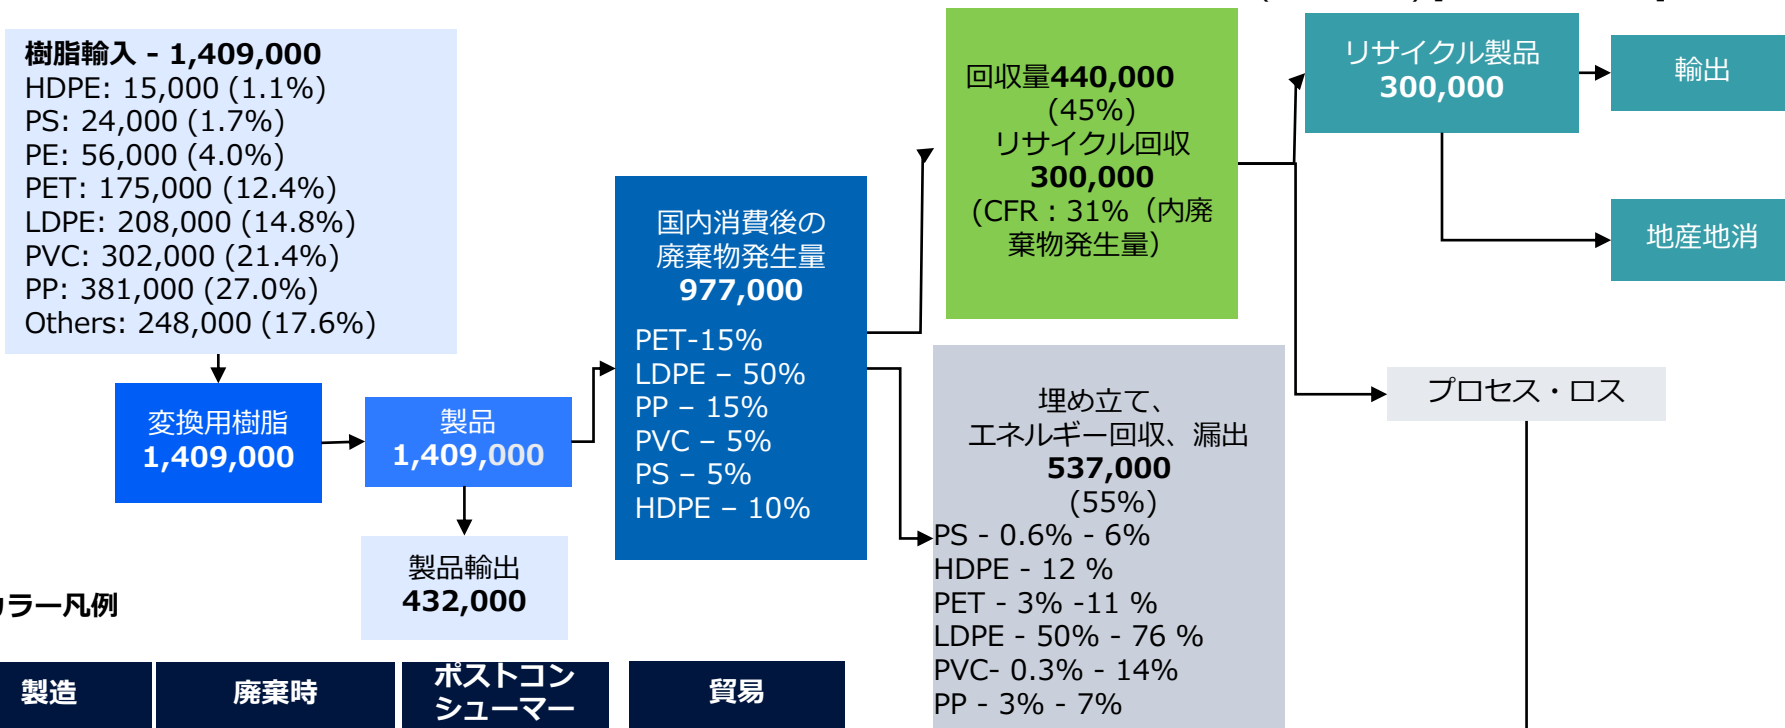 樹脂輸入 - 1,409,000
HDPE: 15,000 (1.1%)
PS: 24,000 (1.7%)
PE: 56,000 (4.0%)
PET: 175,000 (12.4%)
LDPE: 208,000 (14.8%)
PVC: 302,000 (21.4%)
PP: 381,000 (27.0%)
Others: 248,000 (17.6%)
変換用樹脂
1,409,000
製品
1,409,000
製品輸出
432,000
国内消費後の
廃棄物発生量
977,000
PET-15%
LDPE – 50%
PP – 15%
PVC – 5%
PS – 5%
HDPE – 10%
回収量440,000
(45%)
リサイクル回収
300,000
(CFR : 31%（内廃
棄物発生量）
埋め立て、
エネルギー回収、漏出
537,000
(55%)
PS - 0.6% - 6%
HDPE - 12 %
PET - 3% -11 %
LDPE - 50% - 76 %
PVC- 0.3% - 14%
PP - 3% - 7%
リサイクル製品
300,000
輸出
地産地消
プロセス・ロス
カラー凡例
製造
廃棄時
ポストコン
シューマー
貿易